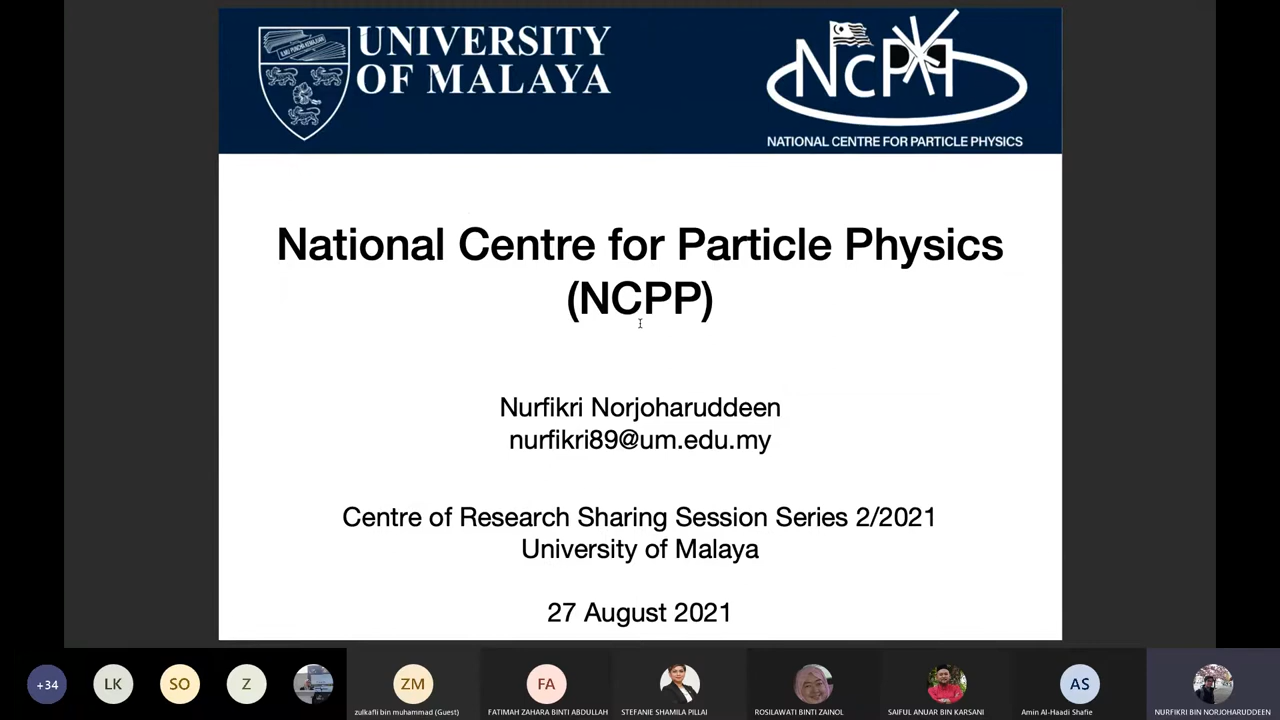 UNIVERSITY
OF MALAYA
NCPP
NATIONAL CENTRE FOR PARTICLE PHYSICS
National Centre for Particle Physics
(NCPP)
Nurfikri Norjoharuddeen
nurfikri89@um.edu.my
Centre of Research Sharing Session Series 2/2021
University of Malaya
27 August 2021
+34
LK
SO
Z
ZM
FA
AS
zulkafli bin muhammad (Guest)
FATIMAH ZAHARA BINTI ABDULLAH
STEFANIE SHAMILA PILLAI
ROSILAWATI BINTI ZAINOL
SAIFUL ANUAR BIN KARSANI
Amin Al-Haadi Shafie
NURFIKRI BIN NORJOHARUDDEEN